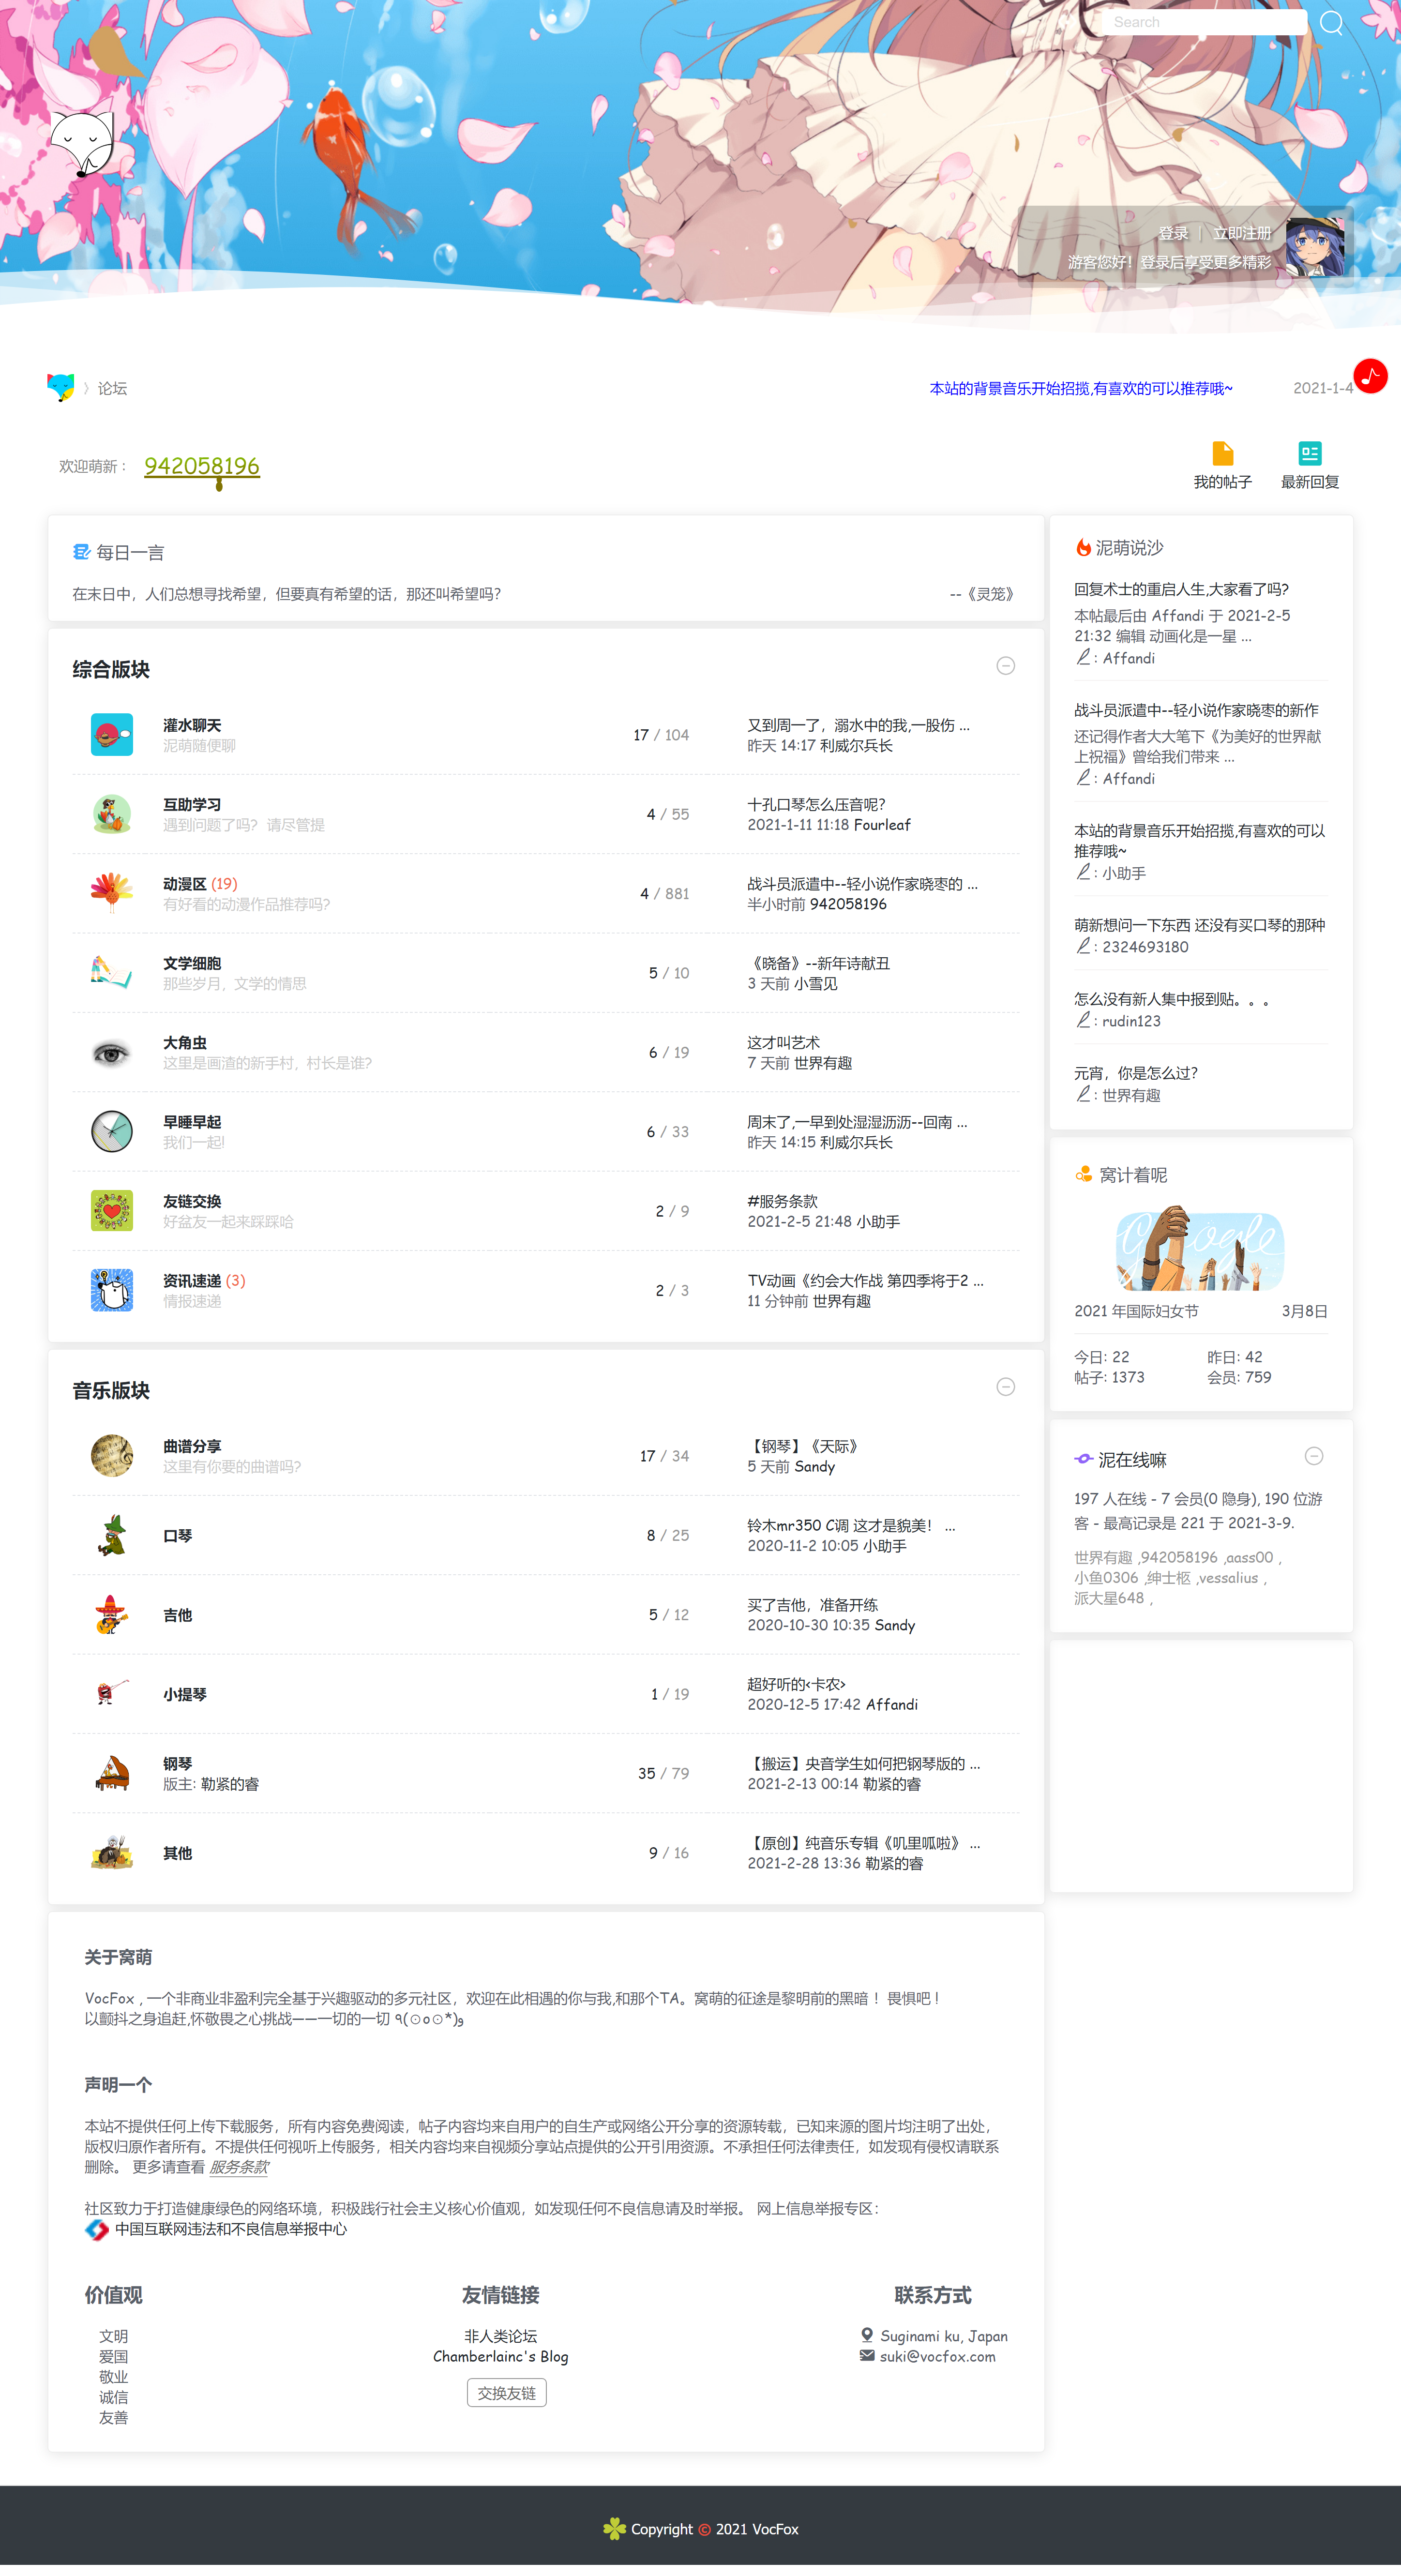 Search
登录 | 立即注册
游客您好！登录后享受更多精彩
〉论坛
本站的背景音乐开始招揽,有喜欢的可以推荐哦~
2021-1-4
欢迎萌新：
942058196
我的帖子
最新回复
每日一言
在末日中，人们总想寻找希望，但要真有希望的话，那还叫希望吗？
--《灵笼》
综合版块
灌水聊天
泥萌随便聊
17 / 104
又到周一了，溺水中的我,一股伤 ...
昨天 14:17 利威尔兵长
互助学习
遇到问题了吗？请尽管提
4 / 55
十孔口琴怎么压音呢？
2021-1-11 11:18 Fourleaf
动漫区 (19)
有好看的动漫作品推荐吗?
4 / 881
战斗员派遣中--轻小说作家晓枣的 ...
半小时前 942058196
文学细胞
那些岁月，文学的情思
5 / 10
《晓备》--新年诗献丑
3 天前 小雪见
大角虫
这里是画渣的新手村，村长是谁?
6 / 19
这才叫艺术
7 天前 世界有趣
早睡早起
我们一起!
6 / 33
周末了,一早到处湿湿沥沥--回南 ...
昨天 14:15 利威尔兵长
友链交换
好盆友一起来踩踩哈
2 / 9
#服务条款
2021-2-5 21:48 小助手
资讯速递 (3)
情报速递
2 / 3
TV动画《约会大作战 第四季将于2 ...
11 分钟前 世界有趣
音乐版块
曲谱分享
这里有你要的曲谱吗?
17 / 34
【钢琴】《天际》
5 天前 Sandy
口琴
8 / 25
铃木mr350 C调 这才是貌美！ ...
2020-11-2 10:05 小助手
吉他
5 / 12
买了吉他，准备开练
2020-10-30 10:35 Sandy
小提琴
1 / 19
超好听的<卡农>
2020-12-5 17:42 Affandi
钢琴
版主: 勒紧的睿
35 / 79
【搬运】央音学生如何把钢琴版的 ...
2021-2-13 00:14 勒紧的睿
其他
9 / 16
【原创】纯音乐专辑《叽里呱啦》 ...
2021-2-28 13:36 勒紧的睿
泥萌说沙
回复术士的重启人生,大家看了吗?
本帖最后由 Affandi 于 2021-2-5
21:32 编辑 动画化是一星 ...
: Affandi
战斗员派遣中--轻小说作家晓枣的新作
还记得作者大大笔下《为美好的世界献
上祝福》曾给我们带来 ...
: Affandi
本站的背景音乐开始招揽,有喜欢的可以
推荐哦~
: 小助手
萌新想问一下东西 还没有买口琴的那种
: 2324693180
怎么没有新人集中报到贴。。。
: rudin123
元宵，你是怎么过？
: 世界有趣
窝计着呢
Google
2021 年国际妇女节
3月8日
今日: 22
昨日: 42
帖子: 1373
会员: 759
泥在线嘛
197 人在线 - 7 会员(0 隐身), 190 位游
客 - 最高记录是 221 于 2021-3-9.
世界有趣 ,942058196 ,aass00 ,
小鱼0306 ,绅士柩 ,vessalius ,
派大星648 ,
关于窝萌
VocFox , 一个非商业非盈利完全基于兴趣驱动的多元社区，欢迎在此相遇的你与我,和那个TA。窝萌的征途是黎明前的黑暗！畏惧吧！
以颤抖之身追赶,怀敬畏之心挑战——一切的一切 ٩(⊙o⊙*)و
声明一个
本站不提供任何上传下载服务，所有内容免费阅读，帖子内容均来自用户的自生产或网络公开分享的资源转载，已知来源的图片均注明了出处，
版权归原作者所有。不提供任何视听上传服务，相关内容均来自视频分享站点提供的公开引用资源。不承担任何法律责任，如发现有侵权请联系
删除。 更多请查看 服务条款
社区致力于打造健康绿色的网络环境，积极践行社会主义核心价值观，如发现任何不良信息请及时举报。 网上信息举报专区：
中国互联网违法和不良信息举报中心
价值观
文明
爱国
敬业
诚信
友善
友情链接
非人类论坛
Chamberlainc's Blog
交换友链
联系方式
Suginami ku, Japan
suki@vocfox.com
Copyright © 2021 VocFox